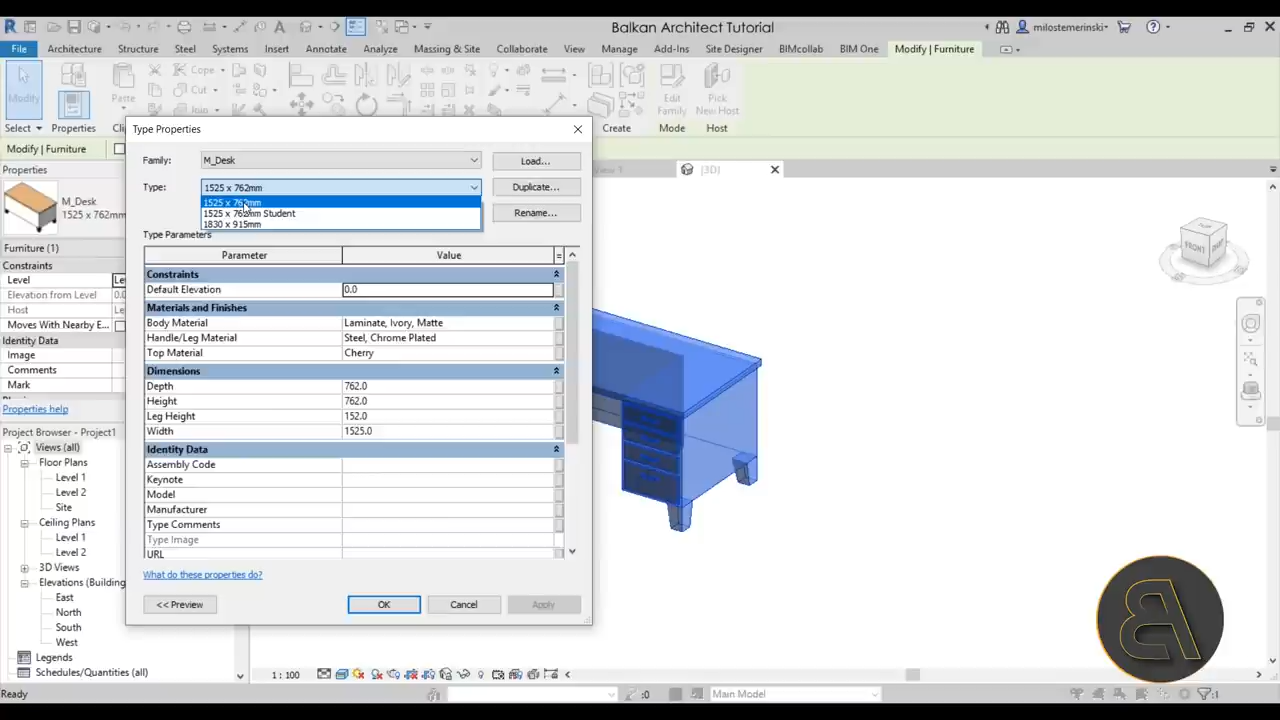 Balkan Architect Tutorial
milostemerinski
File Architecture Structure Steel Systems Insert Annotate Analyze Massing & Site Collaborate View Manage Add-Ins Site Designer BIMcollab BIM One Modify | Furniture
Modify
Properties
Paste
Cope
Cut
Join
Edit
Family
Pick
New Host
Select
Properties
Create
Mode
Host
Modify | Furniture
Properties
M_Desk
1525 x 762mm
Furniture (1)
Constraints
Level
Elevation from Level 0.0
Host
Moves With Nearby E...
Identity Data
Image
Comments
Mark
Properties help
Project Browser - Project1
Views (all)
Floor Plans
Level 1
Level 2
Site
Ceiling Plans
Level 1
Level 2
3D Views
Elevations (Building
East
North
South
West
Legends
Schedules/Quantities (all)
Type Properties
Family: M_Desk Load...
Type: 1525 x 762mm Duplicate...
1525 x 762mm
1525 x 762mm Student
1830 x 915mm
Rename...
Type Parameters
Parameter Value =
Constraints
Default Elevation 0.0
Materials and Finishes
Body Material Laminate, Ivory, Matte
Handle/Leg Material Steel, Chrome Plated
Top Material Cherry
Dimensions
Depth 762.0
Height 762.0
Leg Height 152.0
Width 1525.0
Identity Data
Assembly Code
Keynote
Model
Manufacturer
Type Comments
Type Image
URL
What do these properties do?
<< Preview OK Cancel Apply
{3D}
FRONT
1 : 100
Ready
:0
Main Model
:1